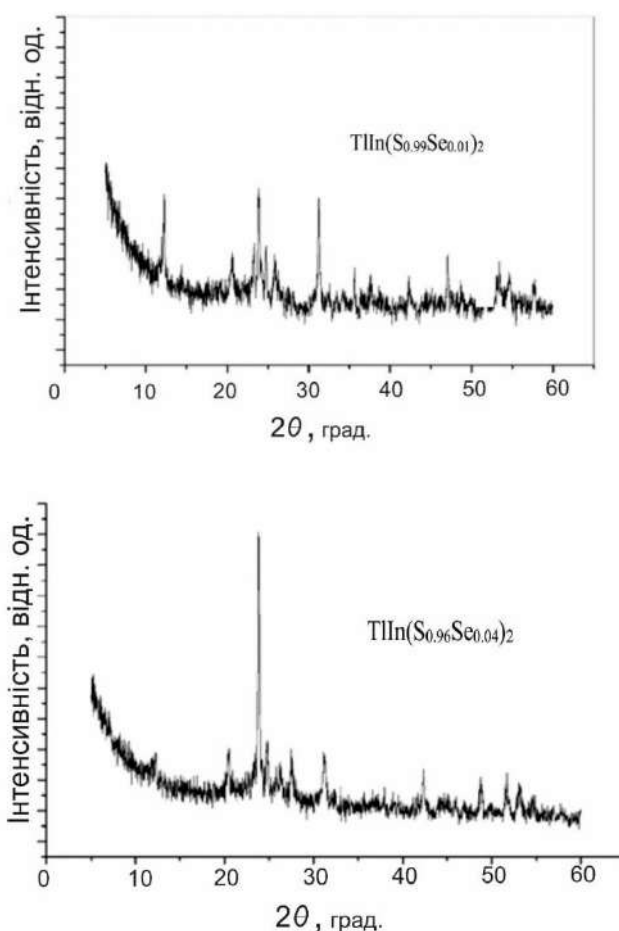 Інтенсивність, відн. од.
TlIn(S0.99Se0.01)2
0 10 20 30 40 50 60
2θ, град.
Інтенсивність, відн. од.
TlIn(S0.96Se0.04)2
0 10 20 30 40 50 60
2θ, град.